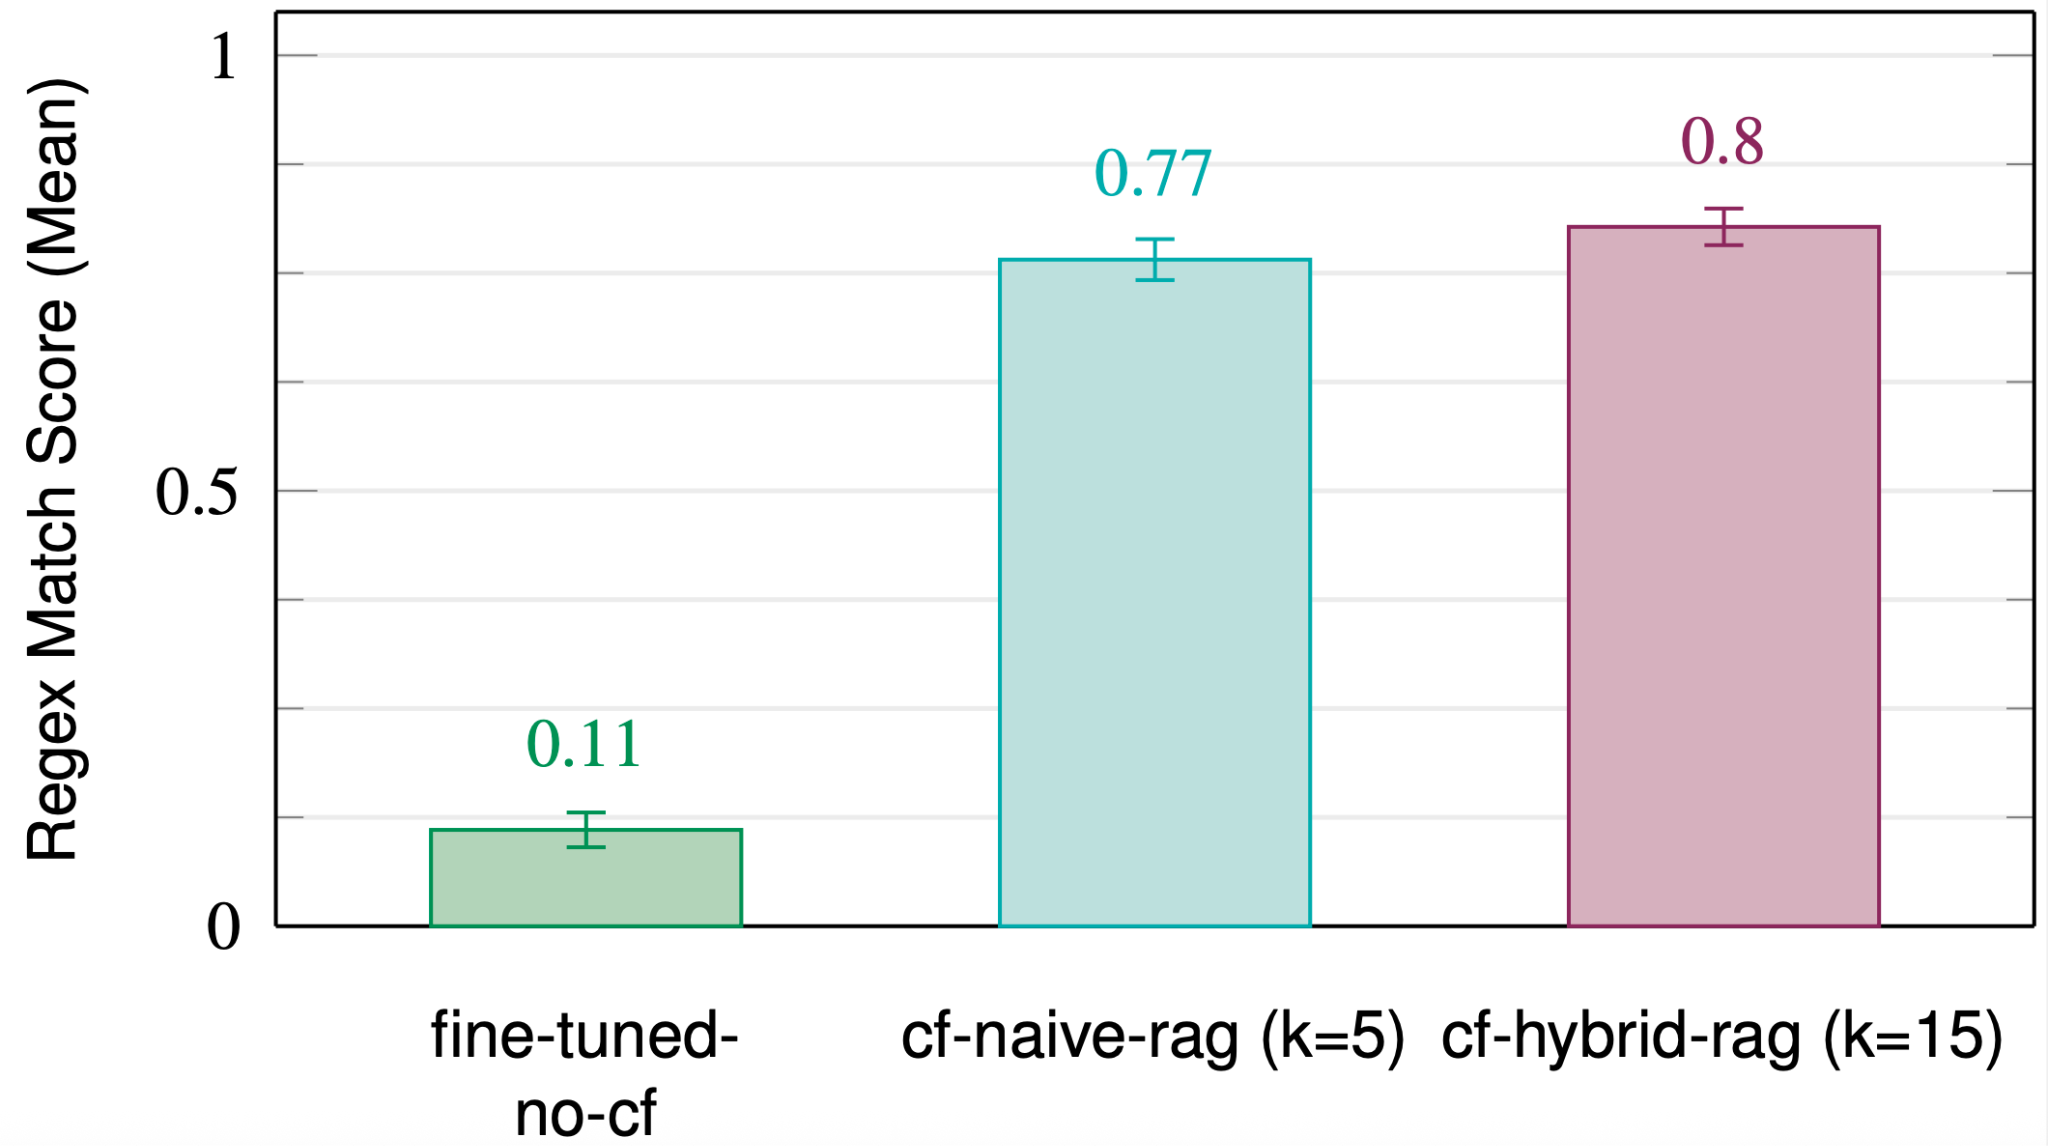 Regex Match Score (Mean)
1
0.5
0
0.11
0.77
0.8
fine-tuned-
no-cf
cf-naive-rag (k=5)
cf-hybrid-rag (k=15)